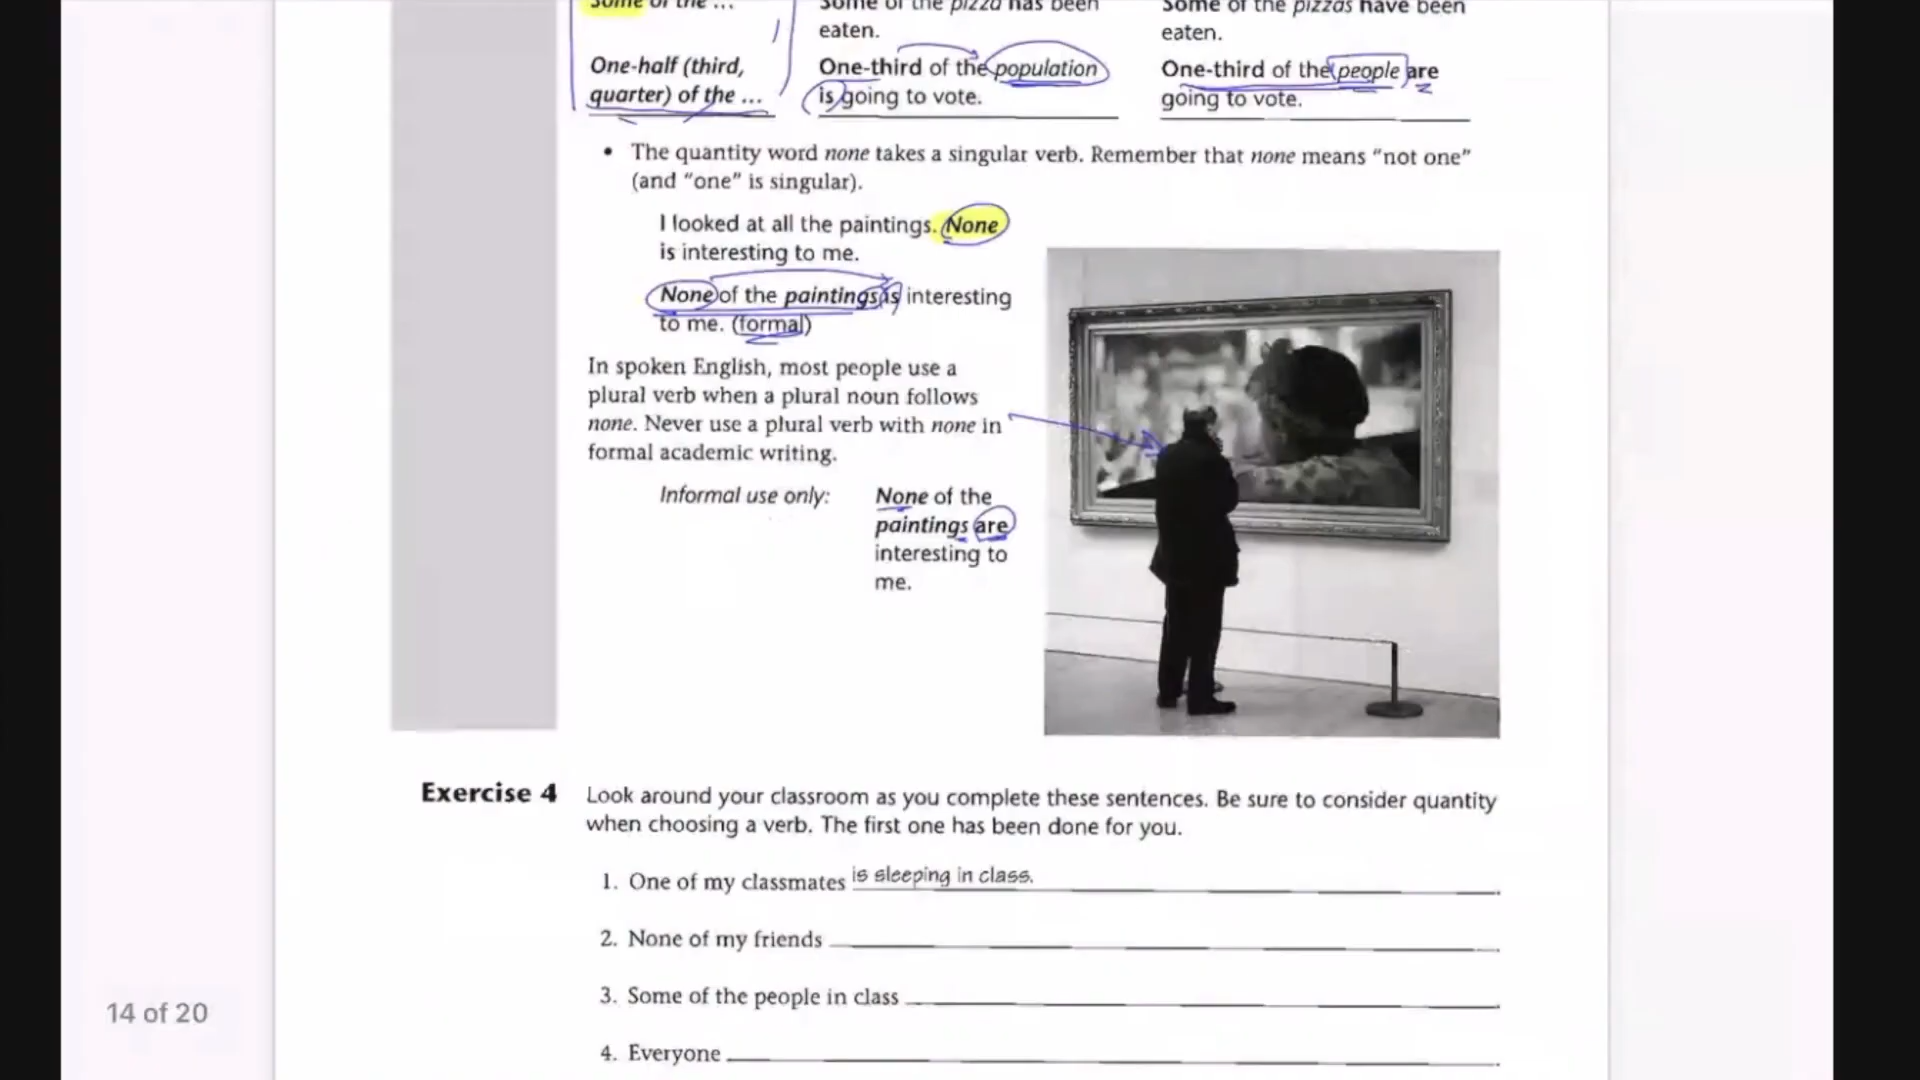 Some of the ...
Some of the pizza has been
eaten.
Some of the pizzas have been
eaten.
One-half (third,
quarter) of the ...
One-third of the population
is going to vote.
One-third of the people are
going to vote.
• The quantity word none takes a singular verb. Remember that none means “not one”
(and “one” is singular).
I looked at all the paintings. None
is interesting to me.
None of the paintings is interesting
to me. (formal)
In spoken English, most people use a
plural verb when a plural noun follows
none. Never use a plural verb with none in
formal academic writing.
Informal use only:
None of the
paintings are
interesting to
me.
Exercise 4
Look around your classroom as you complete these sentences. Be sure to consider quantity
when choosing a verb. The first one has been done for you.
1. One of my classmates is sleeping in class.
2. None of my friends
3. Some of the people in class
4. Everyone
14 of 20